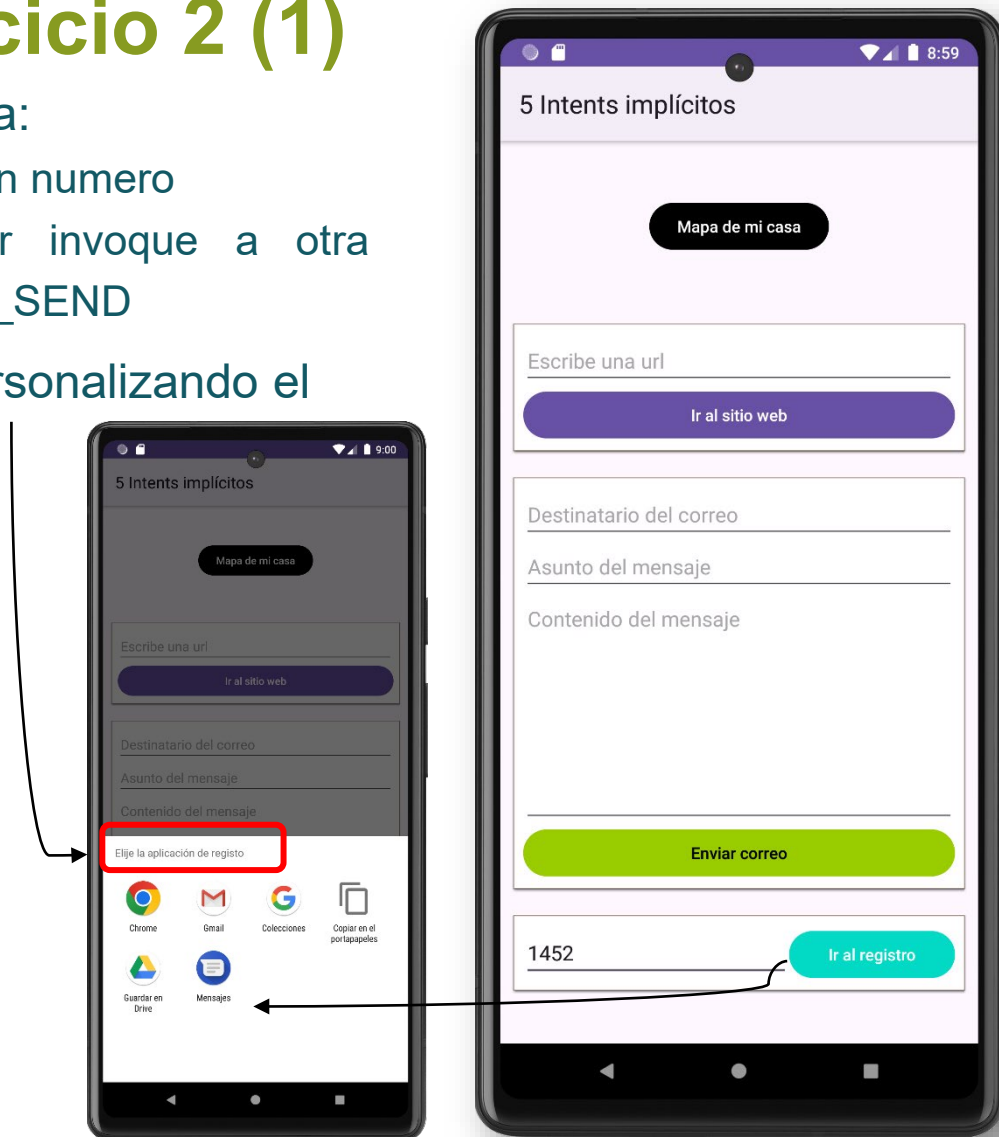 cicio 2 (1)
a:
n numero
r invoque a otra
_SEND
rsonalizando el
9:00
5 Intents implícitos
Mapa de mi casa
Escribe una url
Ir al sitio web
Destinatario del correo
Asunto del mensaje
Contenido del mensaje
Elije la aplicación de registo
Chrome
Gmail
Colecciones
Copiar en el
portapapeles
Guardar en
Drive
Mensajes
8:59
5 Intents implícitos
Mapa de mi casa
Escribe una url
Ir al sitio web
Destinatario del correo
Asunto del mensaje
Contenido del mensaje
Enviar correo
1452
Ir al registro